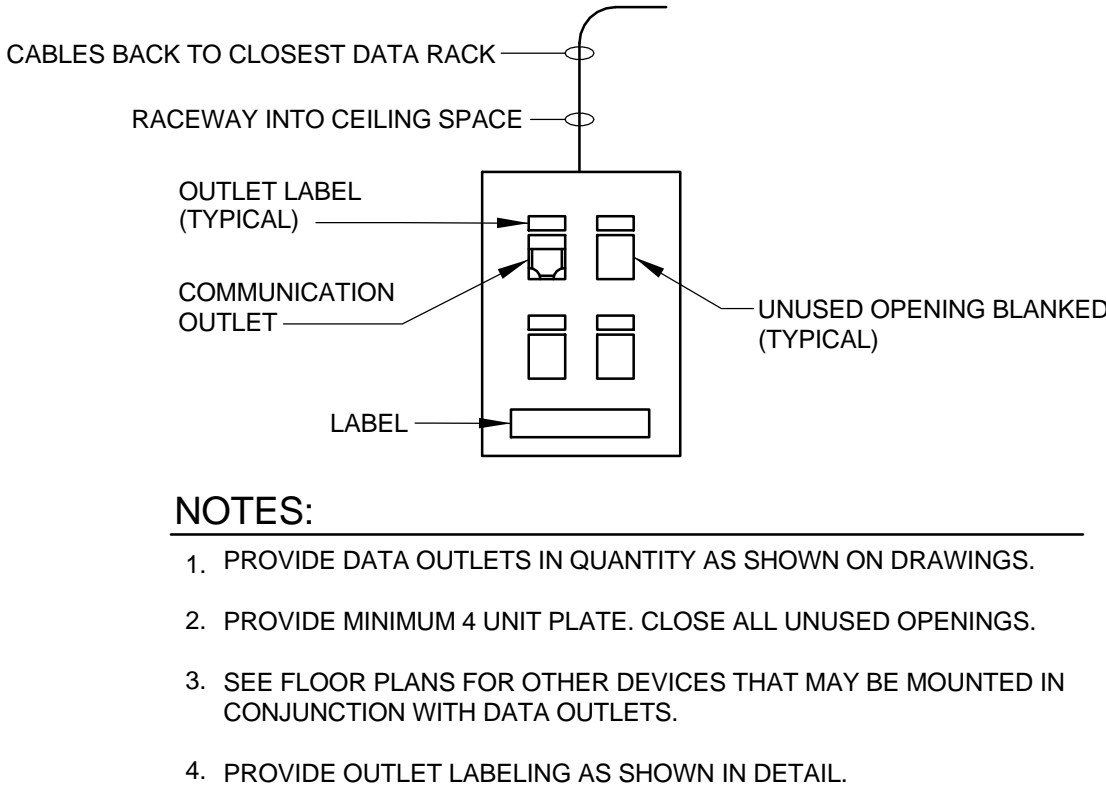 CABLES BACK TO CLOSEST DATA RACK
RACEWAY INTO CEILING SPACE
OUTLET LABEL
(TYPICAL)
COMMUNICATION
OUTLET
UNUSED OPENING BLANKED
(TYPICAL)
LABEL
NOTES:
1. PROVIDE DATA OUTLETS IN QUANTITY AS SHOWN ON DRAWINGS.
2. PROVIDE MINIMUM 4 UNIT PLATE. CLOSE ALL UNUSED OPENINGS.
3. SEE FLOOR PLANS FOR OTHER DEVICES THAT MAY BE MOUNTED IN
CONJUNCTION WITH DATA OUTLETS.
4. PROVIDE OUTLET LABELING AS SHOWN IN DETAIL.